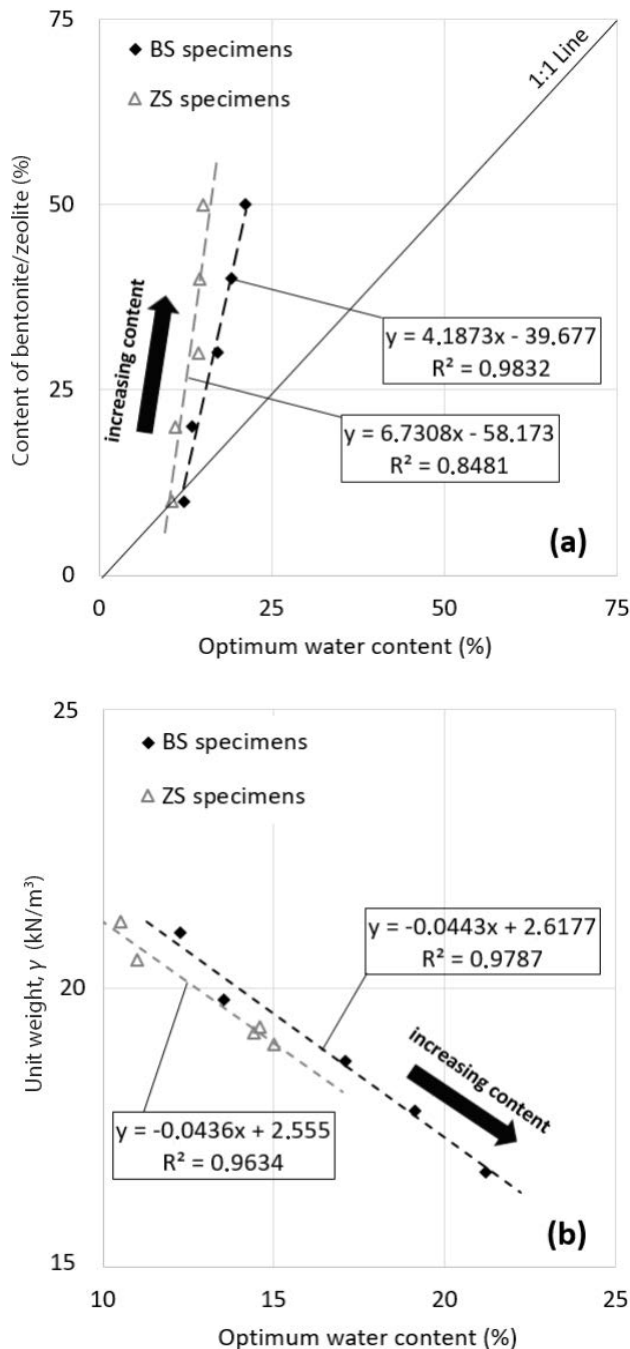 75
BS specimens
ZS specimens
1:1 Line
50
Content of bentonite/zeolite (%)
increasing content
y = 4.1873x - 39.677
R² = 0.9832
25
y = 6.7308x - 58.173
R² = 0.8481
(a)
0
0 25 50 75
Optimum water content (%)
25
BS specimens
ZS specimens
Unit weight, γ (kN/m³)
y = -0.0443x + 2.6177
R² = 0.9787
20
increasing content
y = -0.0436x + 2.555
R² = 0.9634
(b)
15
10 15 20 25
Optimum water content (%)